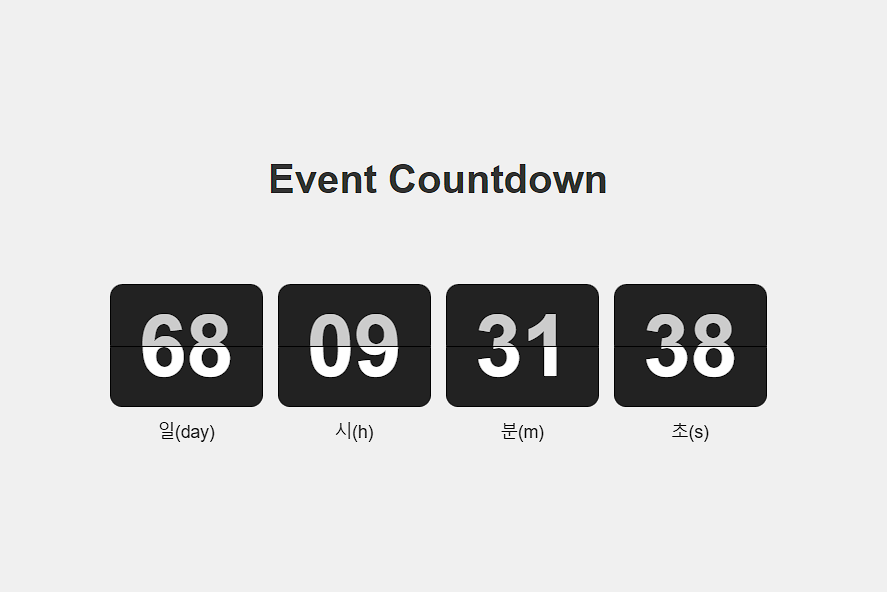 Event Countdown
68 09 31 38
일(day) 시(h) 분(m) 초(s)